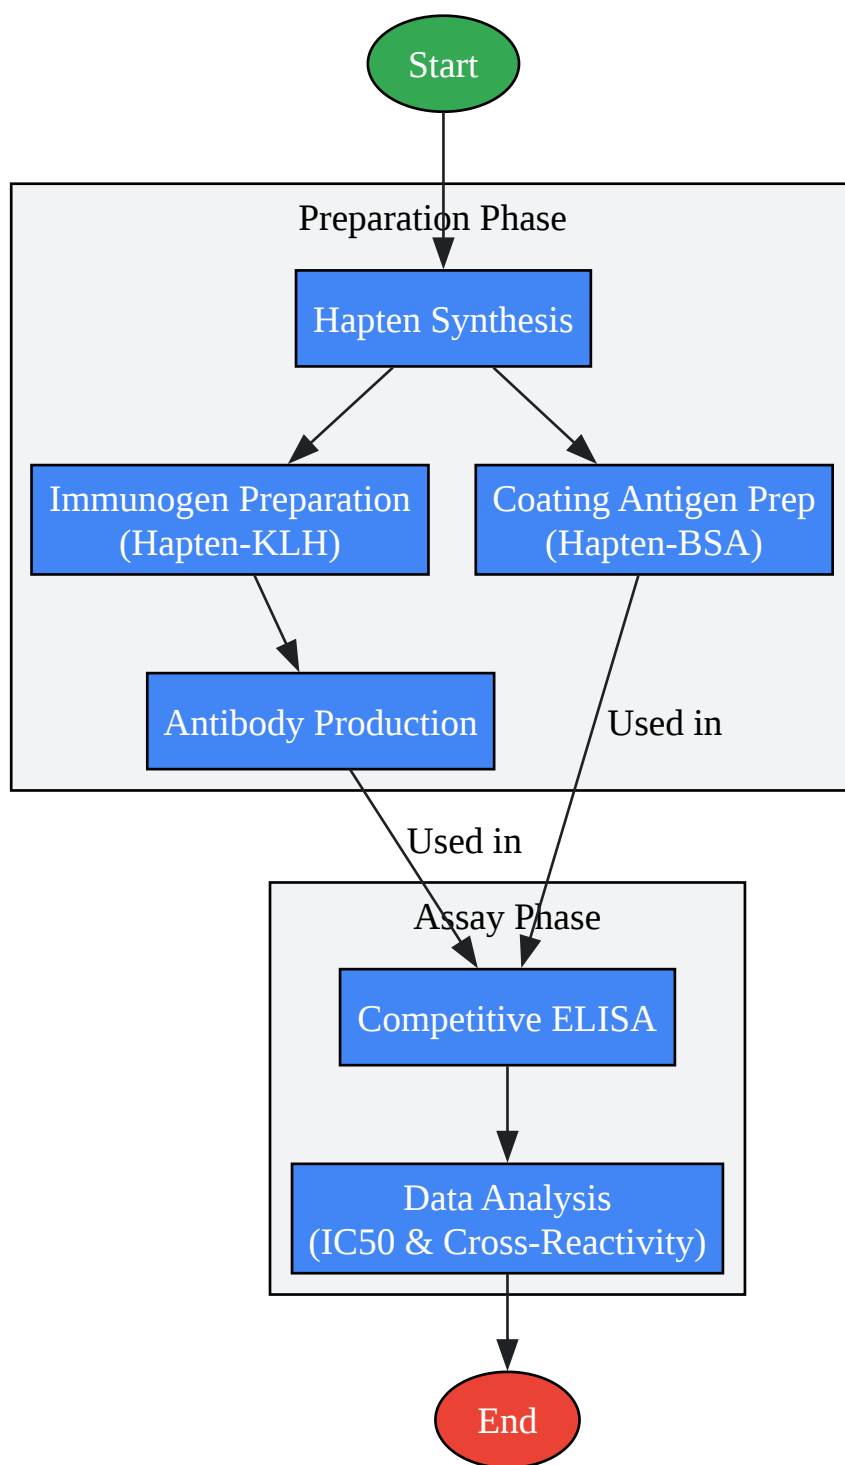 Start
Preparation Phase
Hapten Synthesis
Immunogen Preparation
(Hapten-KLH)
Coating Antigen Prep
(Hapten-BSA)
Antibody Production
Used in
Used in
Assay Phase
Competitive ELISA
Data Analysis
(IC50 & Cross-Reactivity)
End